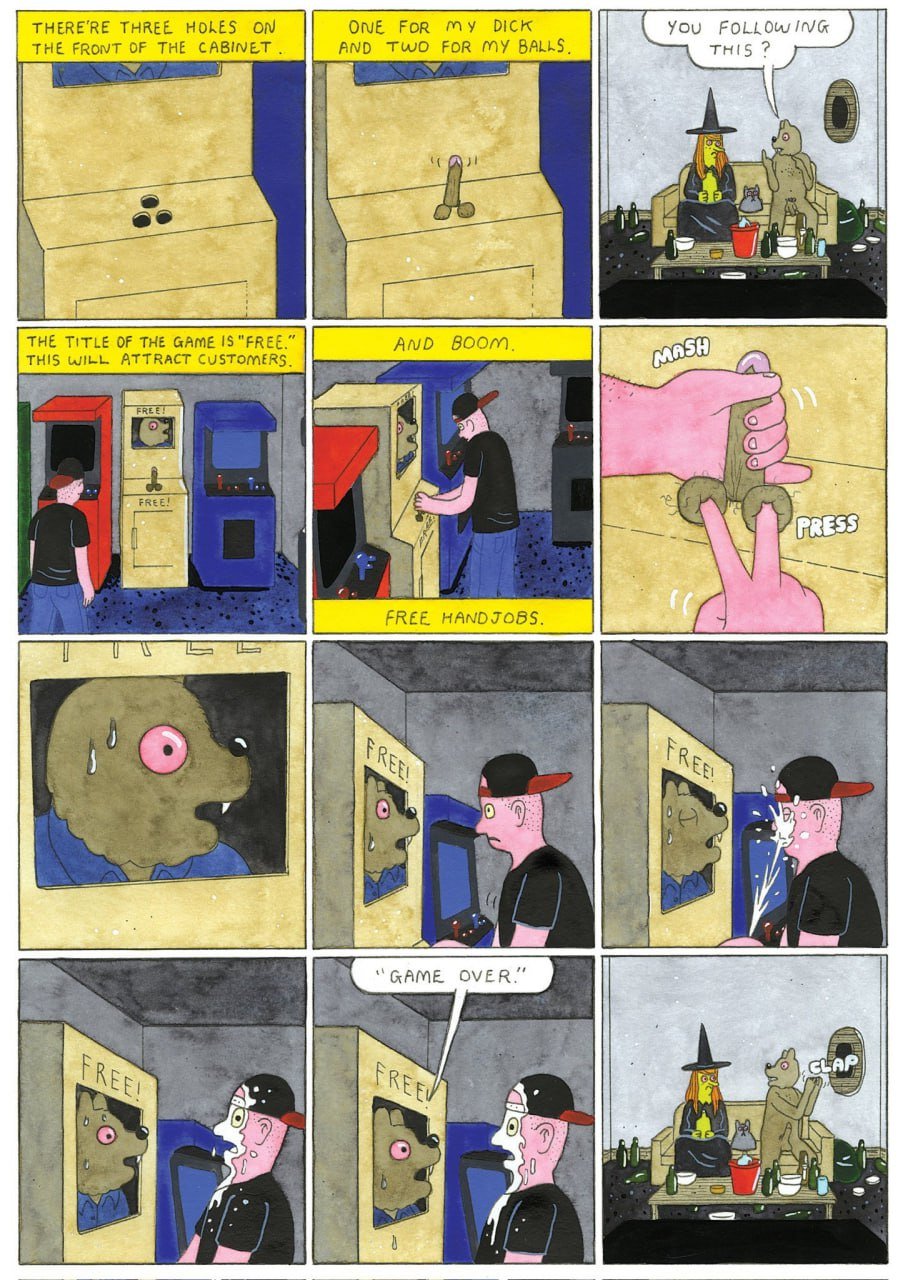 THERE'RE THREE HOLES ON
THE FRONT OF THE CABINET.
ONE FOR MY DICK
AND TWO FOR MY BALLS.
YOU FOLLOWING
THIS?
THE TITLE OF THE GAME IS "FREE."
THIS WILL ATTRACT CUSTOMERS.
FREE!
FREE!
AND BOOM.
FREE HANDJOBS.
MASH
PRESS
FREE
FREE!
FREE!
FREE!
"GAME OVER."
FREE!
CLAP